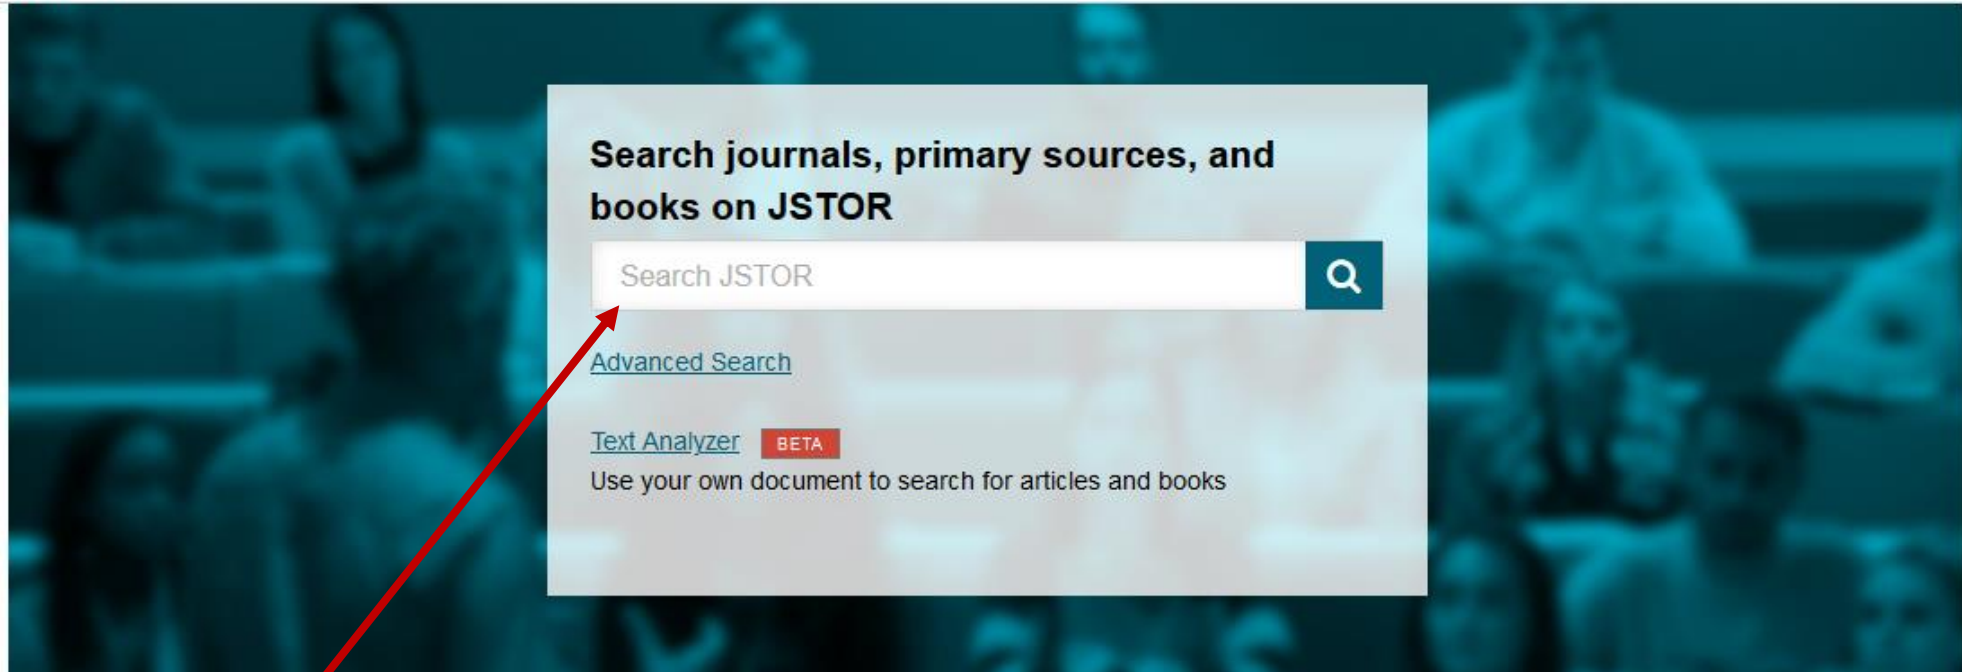 Search journals, primary sources, and
books on JSTOR
Search JSTOR
Advanced Search
Text Analyzer BETA
Use your own document to search for articles and books